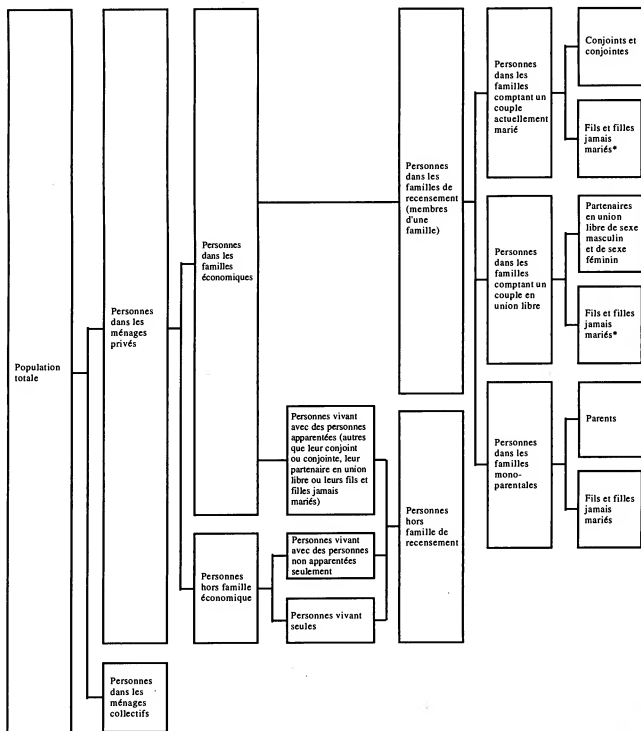 Population
totale
Personnes
dans les
ménages
privés
Personnes
dans les
ménages
collectifs
Personnes
dans les
familles
économiques
Personnes
hors famille
économique
Personnes vivant
avec des personnes
apparentées (autres
que leur conjoint
ou conjointe, leur
partenaire en union
libre ou leurs fils et
filles jamais
mariés)
Personnes vivant
avec des personnes
non apparentées
seulement
Personnes vivant
seules
Personnes
dans les
familles de
recensement
(membres
d'une
famille)
Personnes
hors
famille de
recensement
Personnes
dans les
familles
comptant un
couple
actuellement
marié
Personnes
dans les
familles
comptant un
couple en
union libre
Personnes
dans les
familles
mono-
parentales
Conjoints et
conjointes
Fils et filles
jamais
mariés*
Partenaires
en union
libre de sexe
masculin
et de sexe
féminin
Fils et filles
jamais
mariés*
Parents
Fils et filles
jamais
mariés